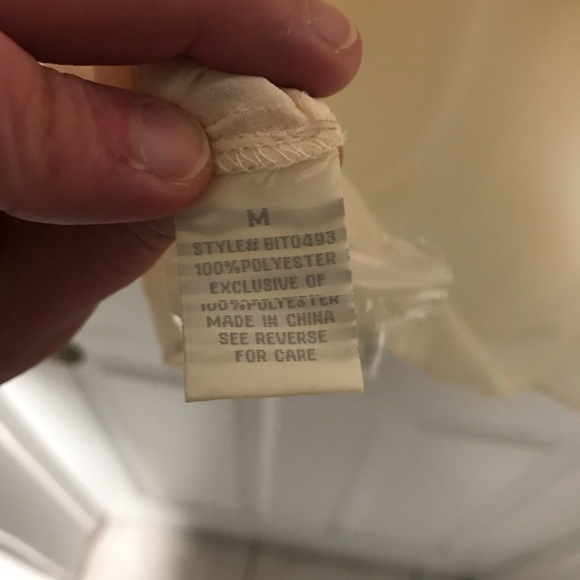 M
STYLE# BIT0493
100%POLYESTER
EXCLUSIVE OF
100%POLYESTER
MADE IN CHINA
SEE REVERSE
FOR CARE